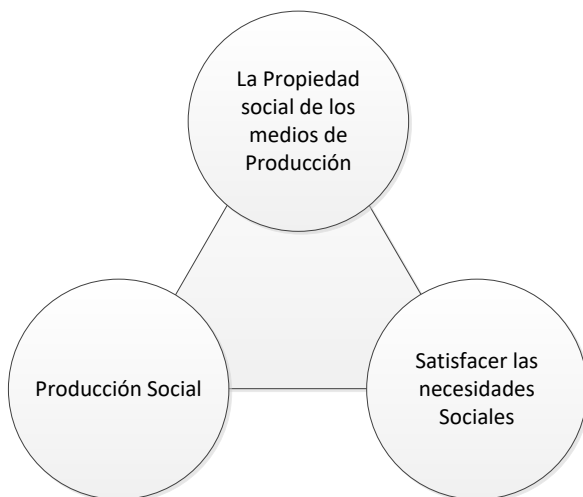 La Propiedad
social de los
medios de
Producción
Producción Social
Satisfacer las
necesidades
Sociales